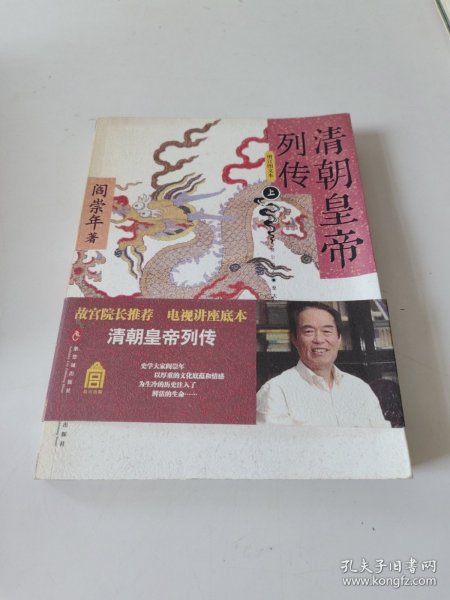 清朝皇帝
列传
上
阎崇年 著
故宫院长推荐 电视讲座底本
清朝皇帝列传
史学大家阎崇年
以厚重的文化底蕴和情感
为生冷的历史注入了
鲜活的生命……
出版社
孔夫子旧书网
www.kongfz.com